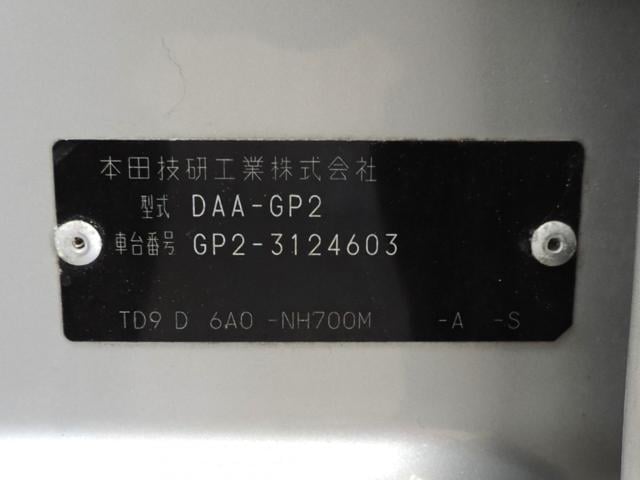 本田技研工業株式会社
型式 DAA-GP2
車台番号 GP2-3124603
TD9 D 6A0 -NH700M -A -S